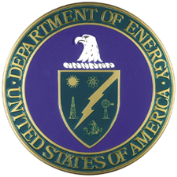 ·DEPARTMENT OF ENERGY·
UNITED STATES OF AMERICA